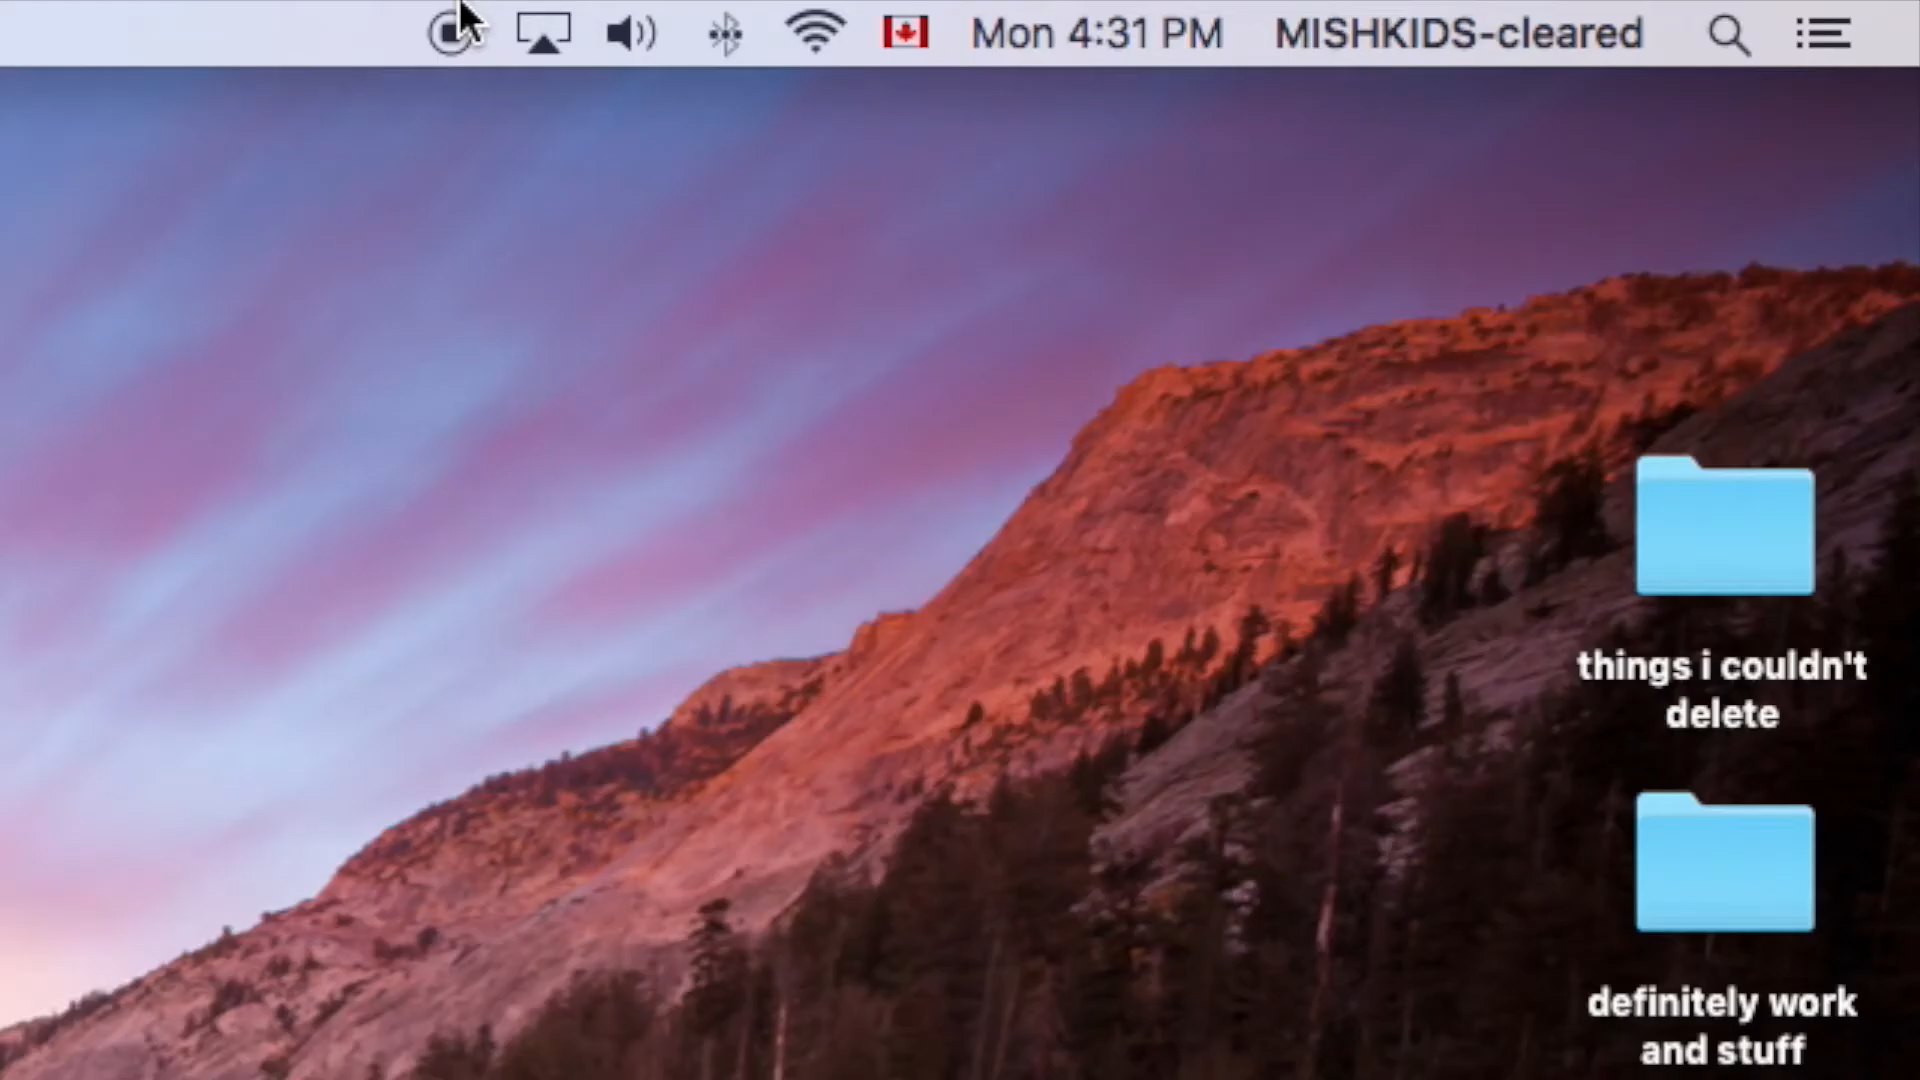 Mon 4:31 PM MISHKIDS-cleared
things i couldn't
delete
definitely work
and stuff